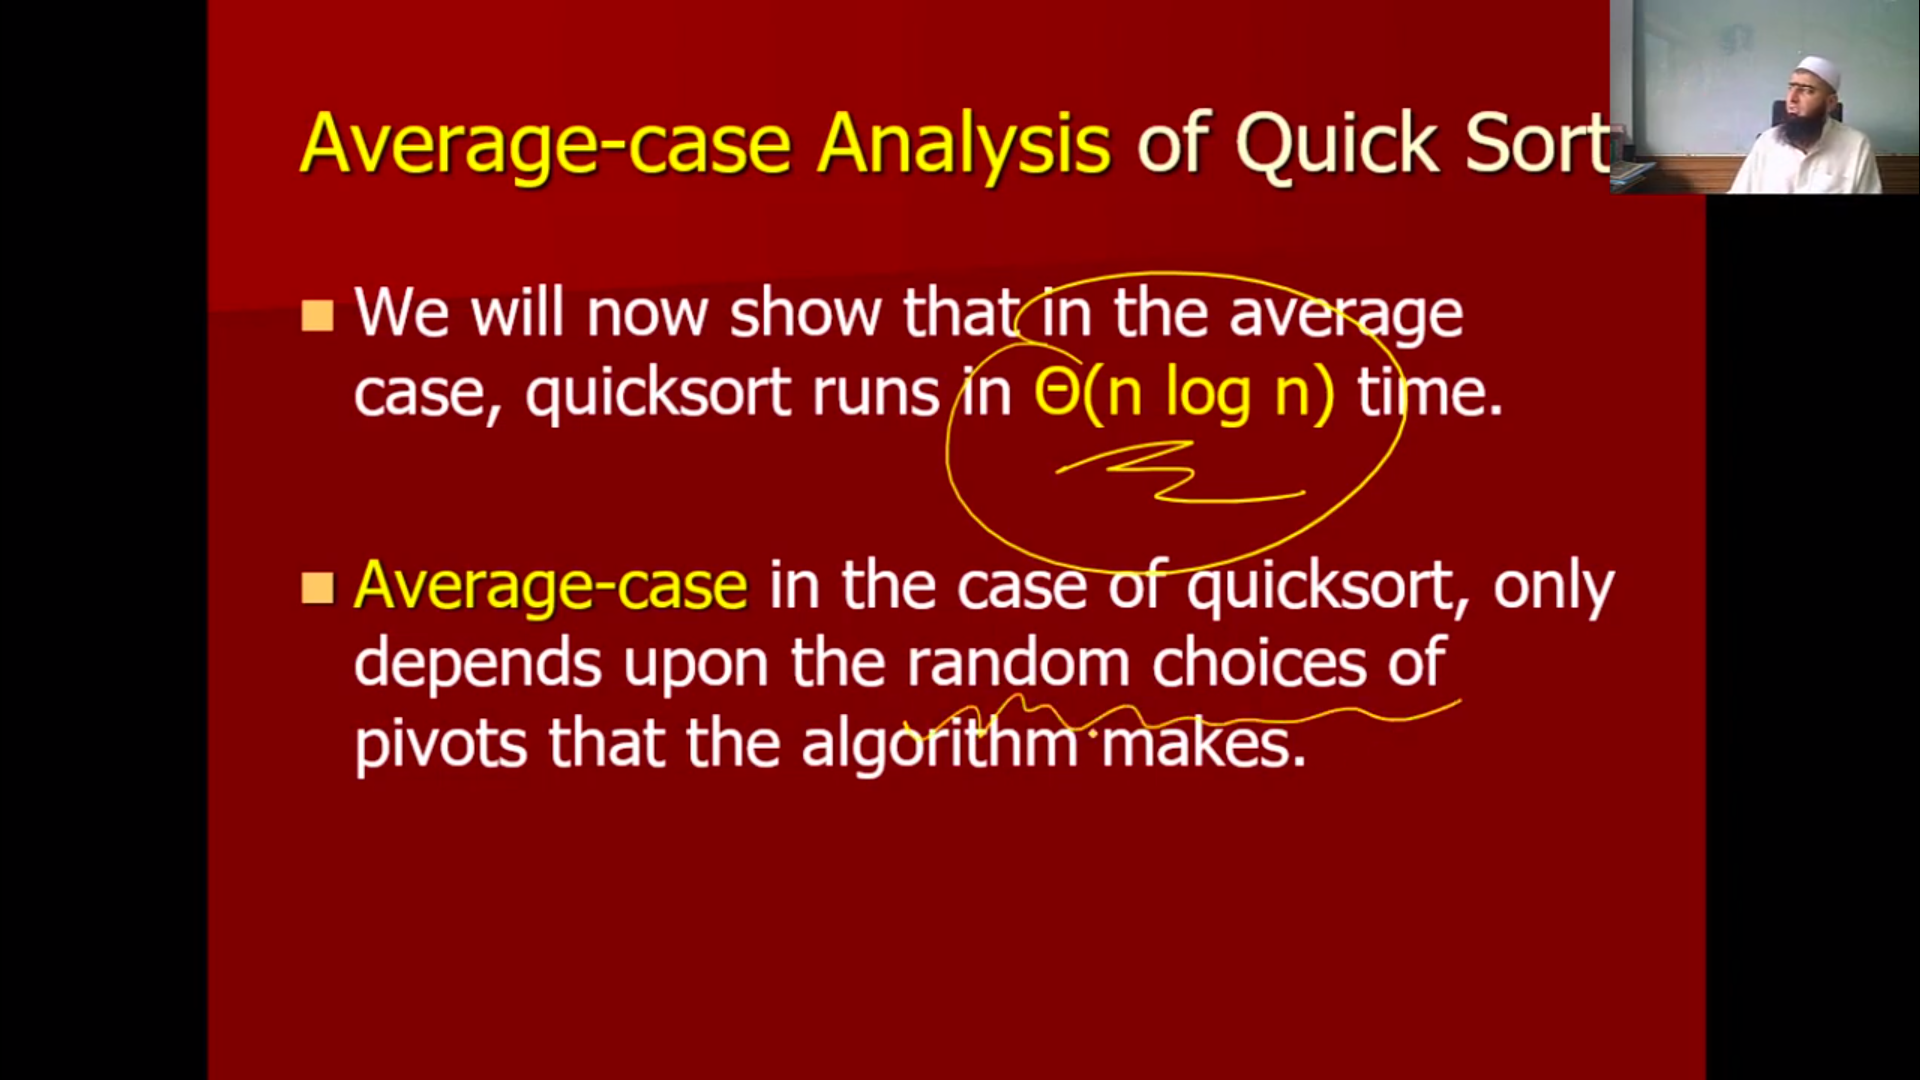 Average-case Analysis of Quick Sort
We will now show that in the average
case, quicksort runs in Θ(n log n) time.
Average-case in the case of quicksort, only
depends upon the random choices of
pivots that the algorithm makes.